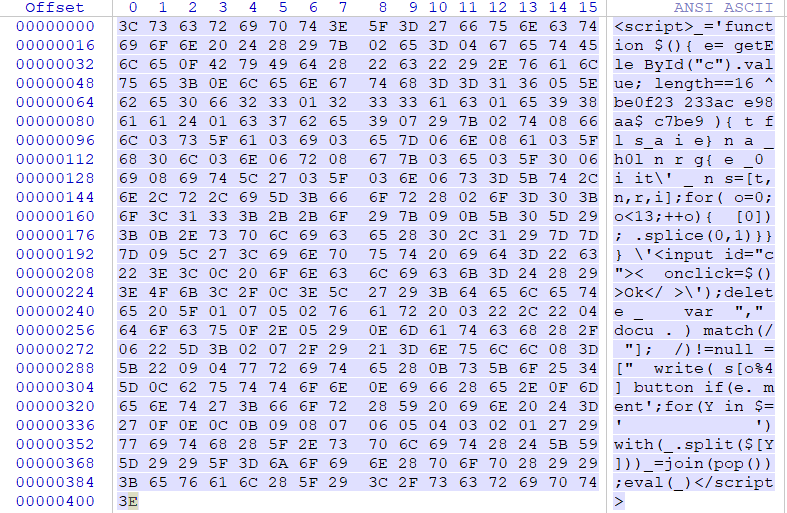 Offset 0 1 2 3 4 5 6 7 8 9 10 11 12 13 14 15 ANSI ASCII
00000000 3C 73 63 72 69 70 74 3E 5F 3D 27 66 75 6E 63 74 <script>_='funct
00000016 69 6F 6E 20 24 28 29 7B 02 65 3D 04 67 65 74 45 ion $(){ e= getE
00000032 6C 65 0F 42 79 49 64 28 22 63 22 29 2E 76 61 6C le ById("c").val
00000048 75 65 3B 0E 6C 65 6E 67 74 68 3D 3D 31 36 05 5E ue; length==16 ^
00000064 62 65 30 66 32 33 01 32 33 33 61 63 01 65 39 38 be0f23 233ac e98
00000080 61 61 24 01 63 37 62 65 39 07 29 7B 02 74 08 66 aa$ c7be9 ){ t f
00000096 6C 03 73 5F 61 03 69 03 65 7D 06 6E 08 61 03 5F l s_a i e} n a _
00000112 68 30 6C 03 6E 06 72 08 67 7B 03 65 03 5F 30 06 h0l n r g{ e _0
00000128 69 08 69 74 5C 27 03 5F 03 6E 06 73 3D 5B 74 2C i it\' _ n s=[t,
00000144 6E 2C 72 2C 69 5D 3B 66 6F 72 28 02 6F 3D 30 3B n,r,i];for( o=0;
00000160 6F 3C 31 33 3B 2B 2B 6F 29 7B 09 0B 5B 30 5D 29 o<13;++o){ [0])
00000176 3B 0B 2E 73 70 6C 69 63 65 28 30 2C 31 29 7D 7D ; .splice(0,1)}}
00000192 7D 09 5C 27 3C 69 6E 70 75 74 20 69 64 3D 22 63 } \'<input id="c
00000208 22 3E 3C 0C 20 6F 6E 63 6C 69 63 6B 3D 24 28 29 ">< onclick=$()
00000224 3E 4F 6B 3C 2F 0C 3E 5C 27 29 3B 64 65 6C 65 74 >Ok</ >\');delet
00000240 65 20 5F 01 07 05 02 76 61 72 20 03 22 2C 22 04 e _ var ","
00000256 64 6F 63 75 0F 2E 05 29 0E 6D 61 74 63 68 28 2F docu . ) match(/
00000272 06 22 5D 3B 02 07 2F 29 21 3D 6E 75 6C 6C 08 3D "]; /)!=null =
00000288 5B 22 09 04 77 72 69 74 65 28 0B 73 5B 6F 25 34 [" write( s[o%4
00000304 5D 0C 62 75 74 74 6F 6E 0E 69 66 28 65 2E 0F 6D ] button if(e. m
00000320 65 6E 74 27 3B 66 6F 72 28 59 20 69 6E 20 24 3D ent';for(Y in $=
00000336 27 0F 0E 0C 0B 09 08 07 06 05 04 03 02 01 27 29 ' ')
00000352 77 69 74 68 28 5F 2E 73 70 6C 69 74 28 24 5B 59 with(_.split($[Y
00000368 5D 29 29 5F 3D 6A 6F 69 6E 28 70 6F 70 28 29 29 ]))_=join(pop())
00000384 3B 65 76 61 6C 28 5F 29 3C 2F 73 63 72 69 70 74 ;eval(_)</script
00000400 3E >